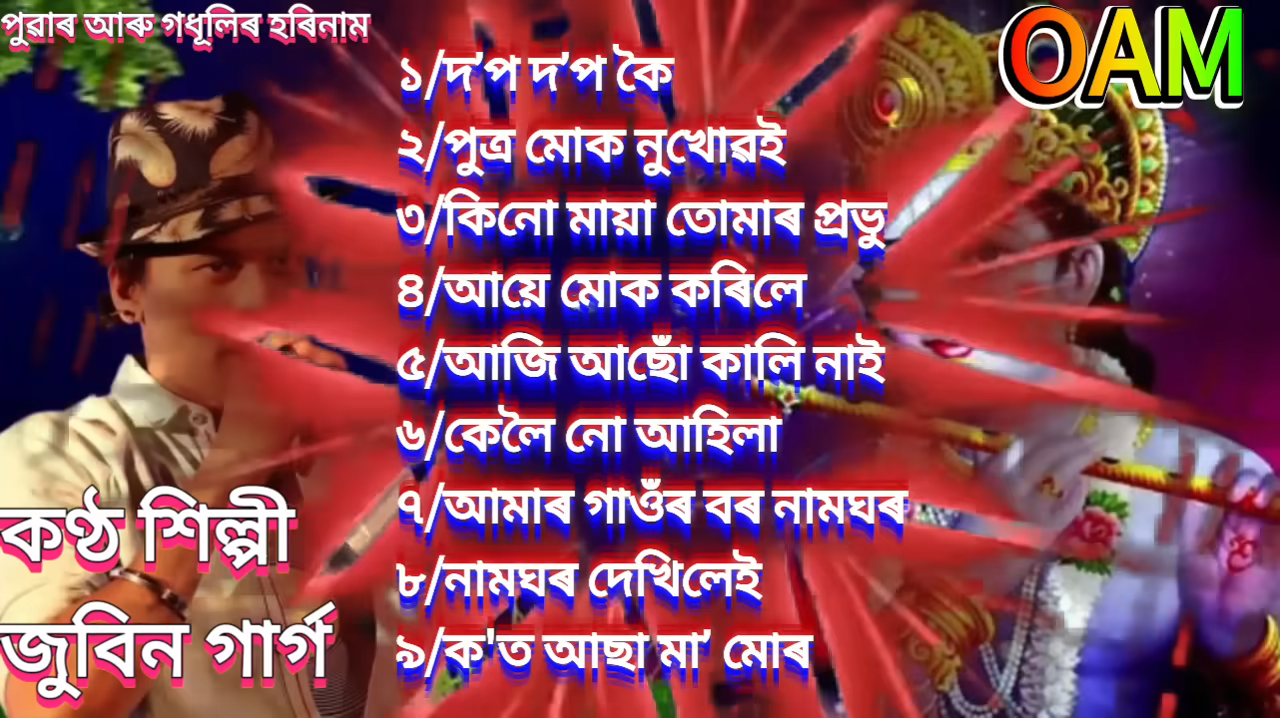 পুৱাৰ আৰু গধূলিৰ হৰিনাম
OAM
১/দ'প দ'প কৈ
২/পুত্ৰ মোক নুখোৱই
৩/কিনো মায়া তোমাৰ প্ৰভু
৪/আয়ে মোক কৰিলে
৫/আজি আছোঁ কালি নাই
৬/কেলৈ নো আহিলা
৭/আমাৰ গাওঁৰ বৰ নামঘৰ
৮/নামঘৰ দেখিলেই
৯/ক'ত আছা মা' মোৰ
কণ্ঠ শিল্পী
জুবিন গাৰ্গ